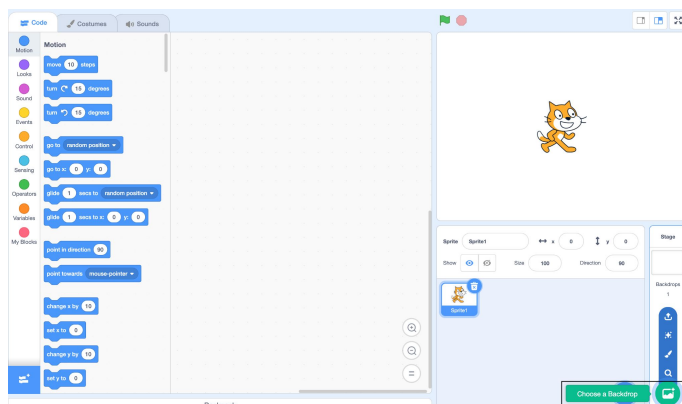 Code Costumes Sounds
Motion
Looks
Sound
Events
Control
Sensing
Operators
Variables
My Blocks
Motion
move 10 steps
turn 15 degrees
turn 15 degrees
go to random position
go to x: 0 y: 0
glide 1 secs to random position
glide 1 secs to x: 0 y: 0
point in direction 90
point towards mouse-pointer
change x by 10
set x to 0
change y by 10
set y to 0
Sprite Sprite1 x 0 y 0
Show Size 100 Direction 90
Sprite1
Stage
Backdrops
1
Choose a Backdrop